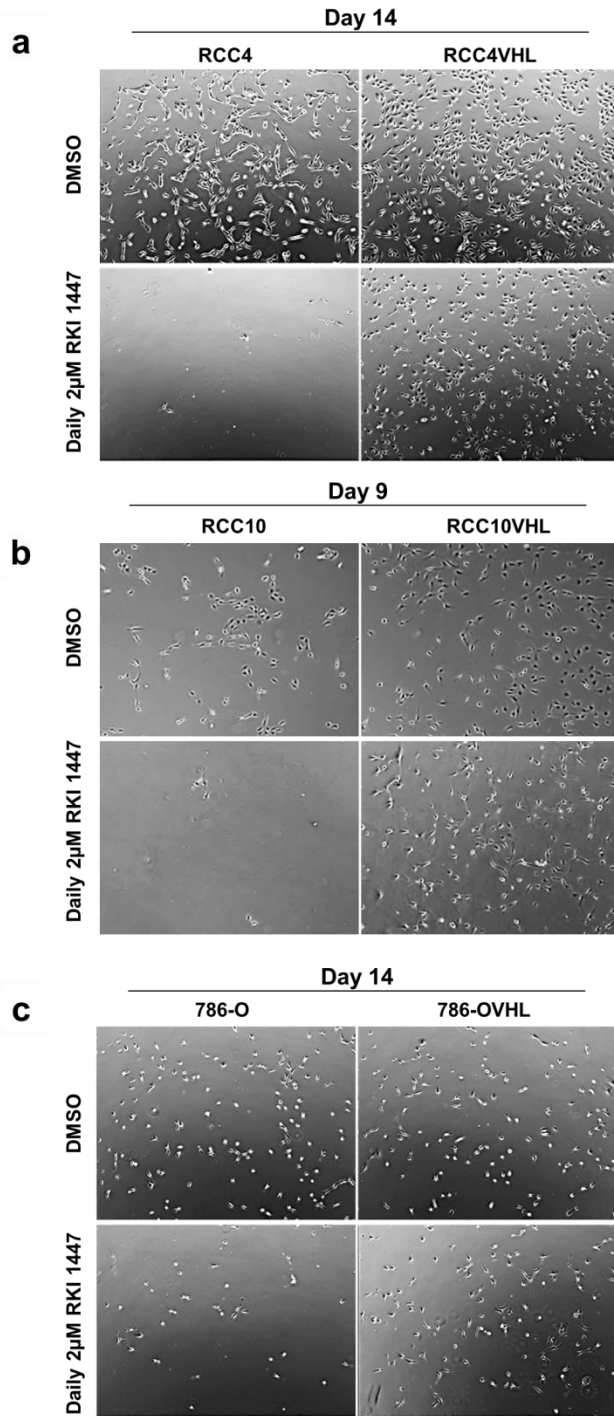 a
Day 14
RCC4 RCC4VHL
DMSO
Daily 2µM RKI 1447
b
Day 9
RCC10 RCC10VHL
DMSO
Daily 2µM RKI 1447
c
Day 14
786-O 786-OVHL
DMSO
Daily 2µM RKI 1447